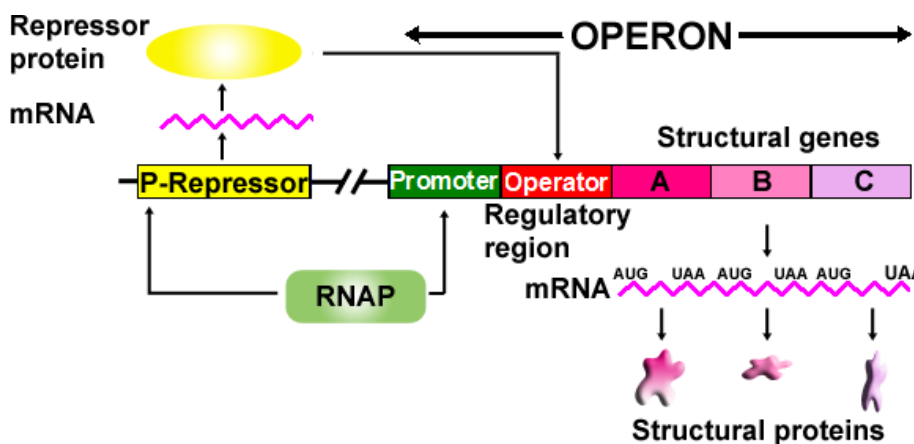 Repressor
protein
OPERON
mRNA
Structural genes
P-Repressor
Promoter
Operator
A
B
C
Regulatory
region
RNAP
AUG UAA AUG UAA AUG UAA
mRNA
Structural proteins